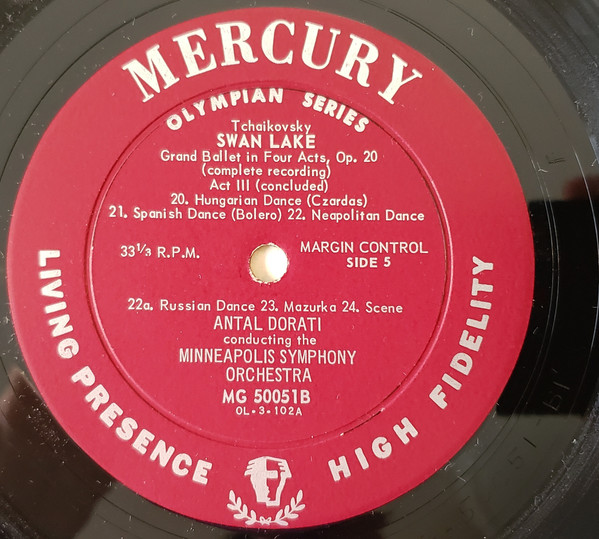 MERCURY
OLYMPIAN SERIES
Tchaikovsky
SWAN LAKE
Grand Ballet in Four Acts, Op. 20
(complete recording)
Act III (concluded)
20. Hungarian Dance (Czardas)
21. Spanish Dance (Bolero) 22. Neapolitan Dance
33⅓ R.P.M.
MARGIN CONTROL
SIDE 5
22a. Russian Dance 23. Mazurka 24. Scene
ANTAL DORATI
conducting the
MINNEAPOLIS SYMPHONY
ORCHESTRA
MG 50051B
OL-3-102A
LIVING PRESENCE
HIGH FIDELITY